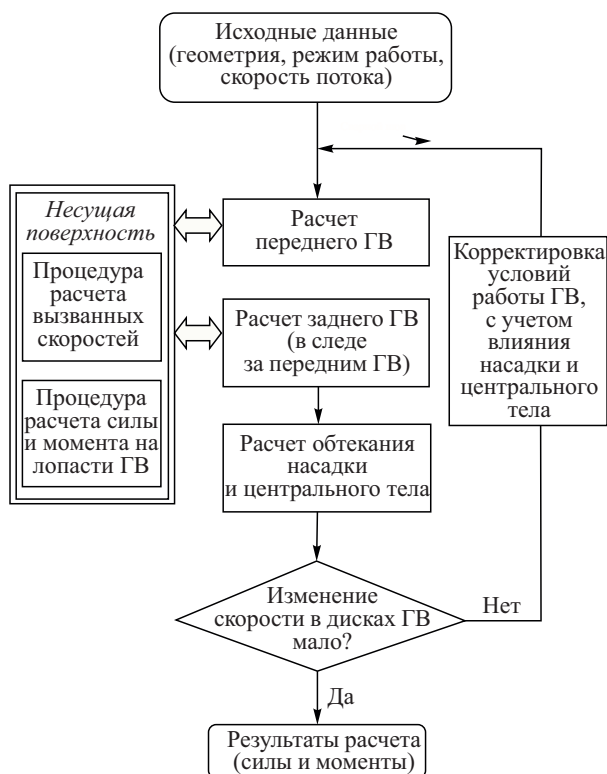 Исходные данные
(геометрия, режим работы,
скорость потока)
Несущая
поверхность
Процедура
расчета
вызванных
скоростей
Процедура
расчета силы
и момента на
лопасти ГВ
Расчет
переднего ГВ
Расчет заднего ГВ
(в следе
за передним ГВ)
Расчет обтекания
насадки
и центрального тела
Корректировка
условий
работы ГВ,
с учетом
влияния
насадки и
центрального
тела
Изменение
скорости в дисках ГВ
мало?
Нет
Да
Результаты расчета
(силы и моменты)